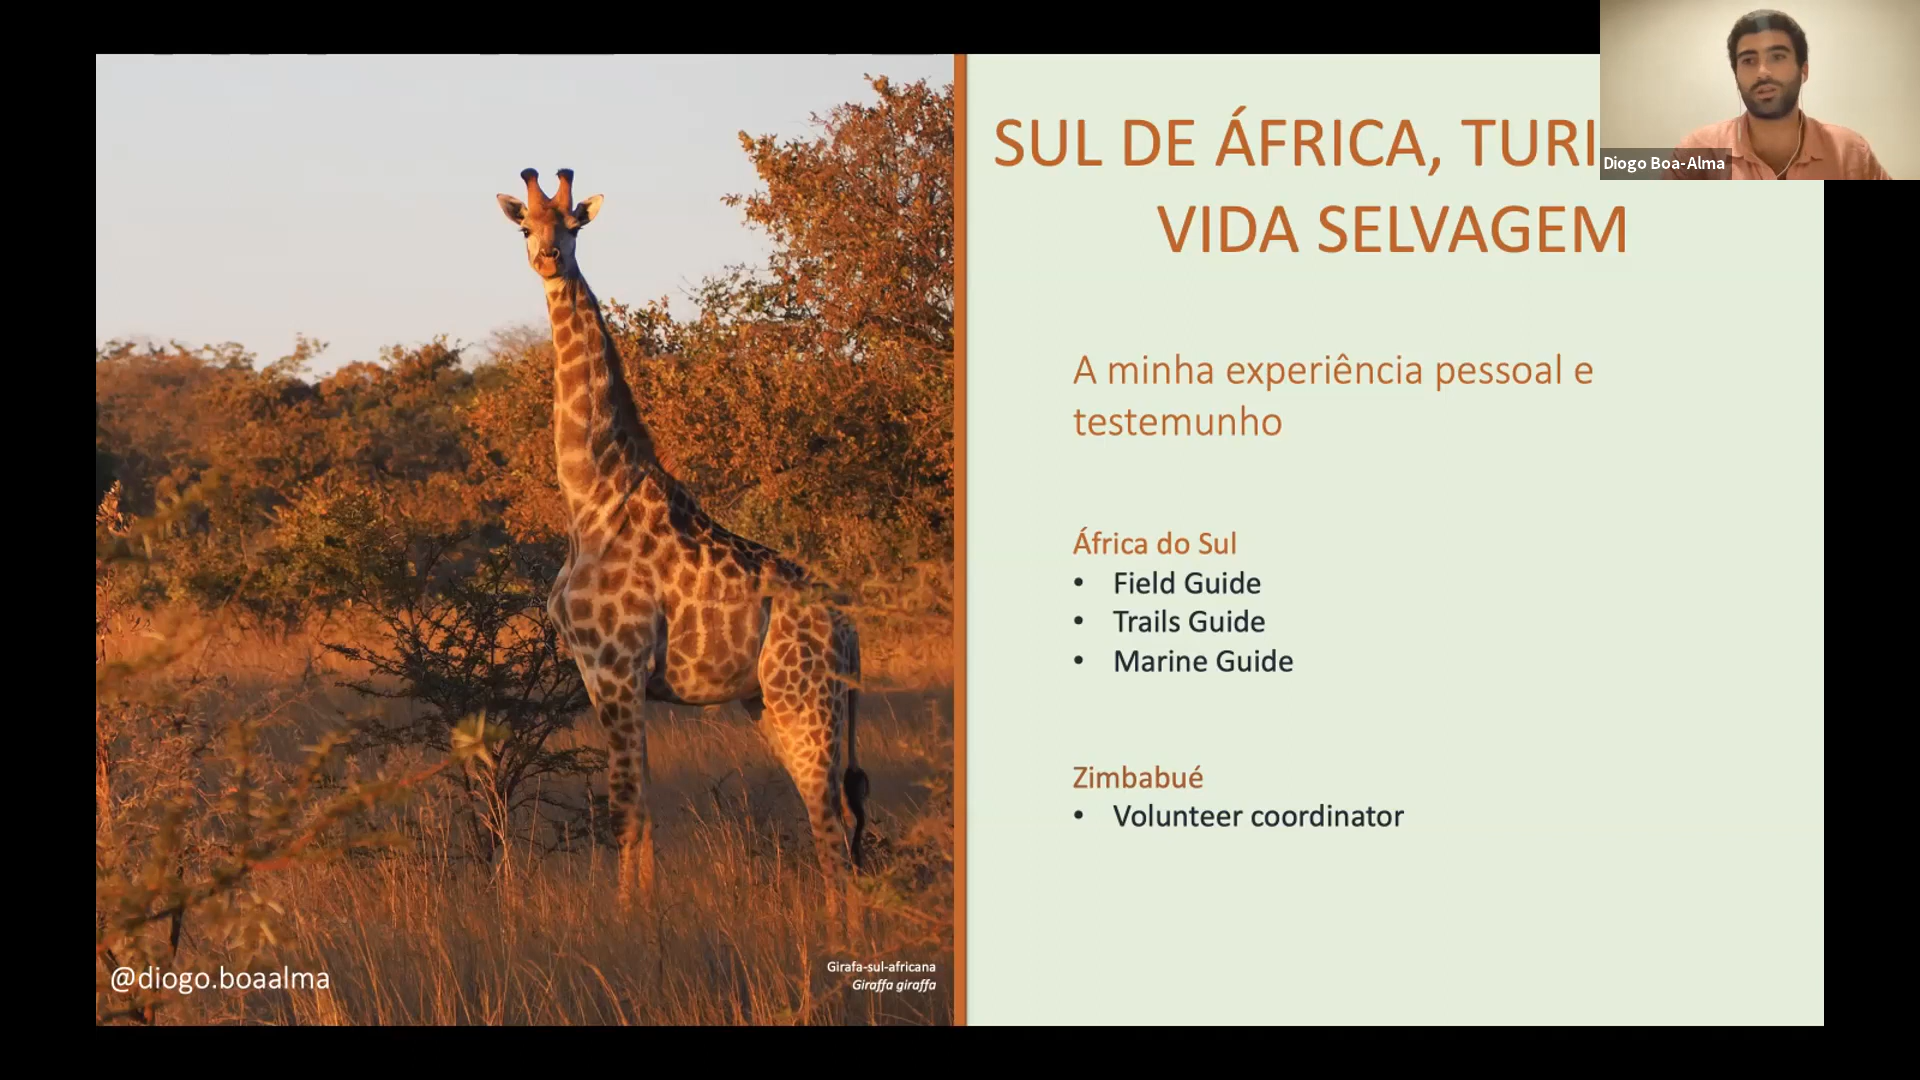 SUL DE ÁFRICA,
VIDA SELVAGEM
Diogo Boa-Alma
A minha experiência pessoal e
testemunho
África do Sul
• Field Guide
• Trails Guide
• Marine Guide
Zimbabué
• Volunteer coordinator
@diogo.boaalma
Girafa-sul-africana
Giraffa giraffa